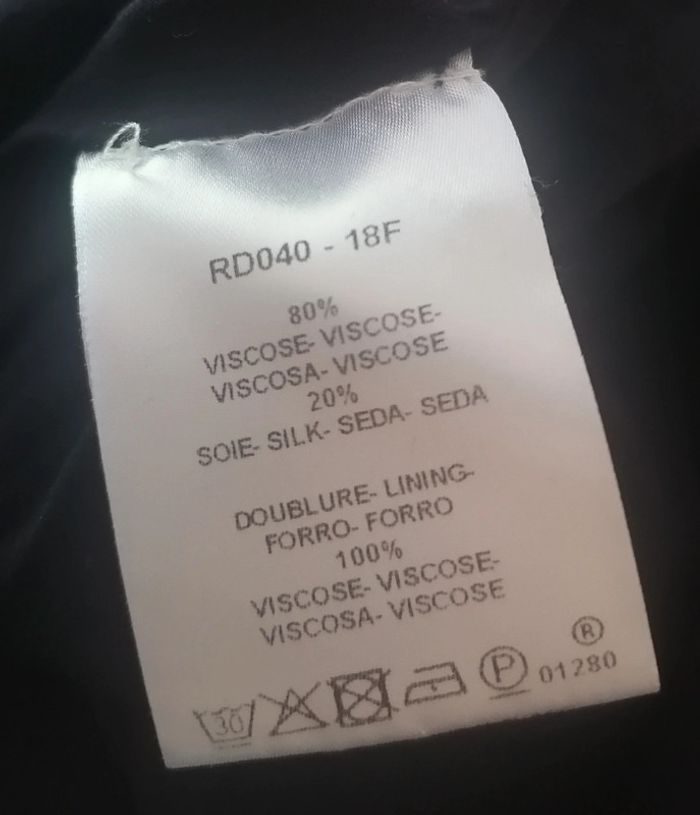 RD040 - 18F
80%
VISCOSE- VISCOSE-
VISCOSA- VISCOSE
20%
SOIE- SILK- SEDA- SEDA
DOUBLURE- LINING-
FORRO- FORRO
100%
VISCOSE- VISCOSE-
VISCOSA- VISCOSE
30 P 01280 ®